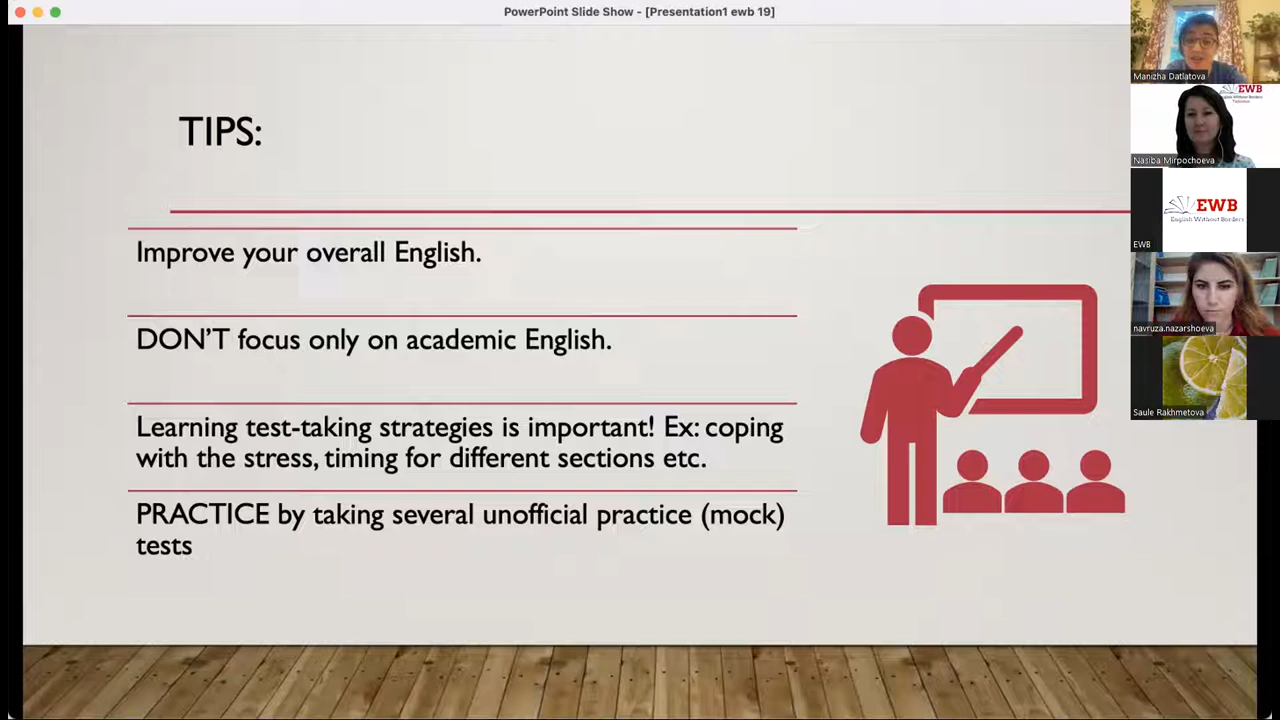 PowerPoint Slide Show - [Presentation1 ewb 19]
TIPS:
Improve your overall English.
DON'T focus only on academic English.
Learning test-taking strategies is important! Ex: coping
with the stress, timing for different sections etc.
PRACTICE by taking several unofficial practice (mock)
tests
Manizha Datlatova
EWB
Nasiba Mirpochoeva
EWB
English Without Borders
EWB
navruza.nazarshoeva
Saule Rakhmetova